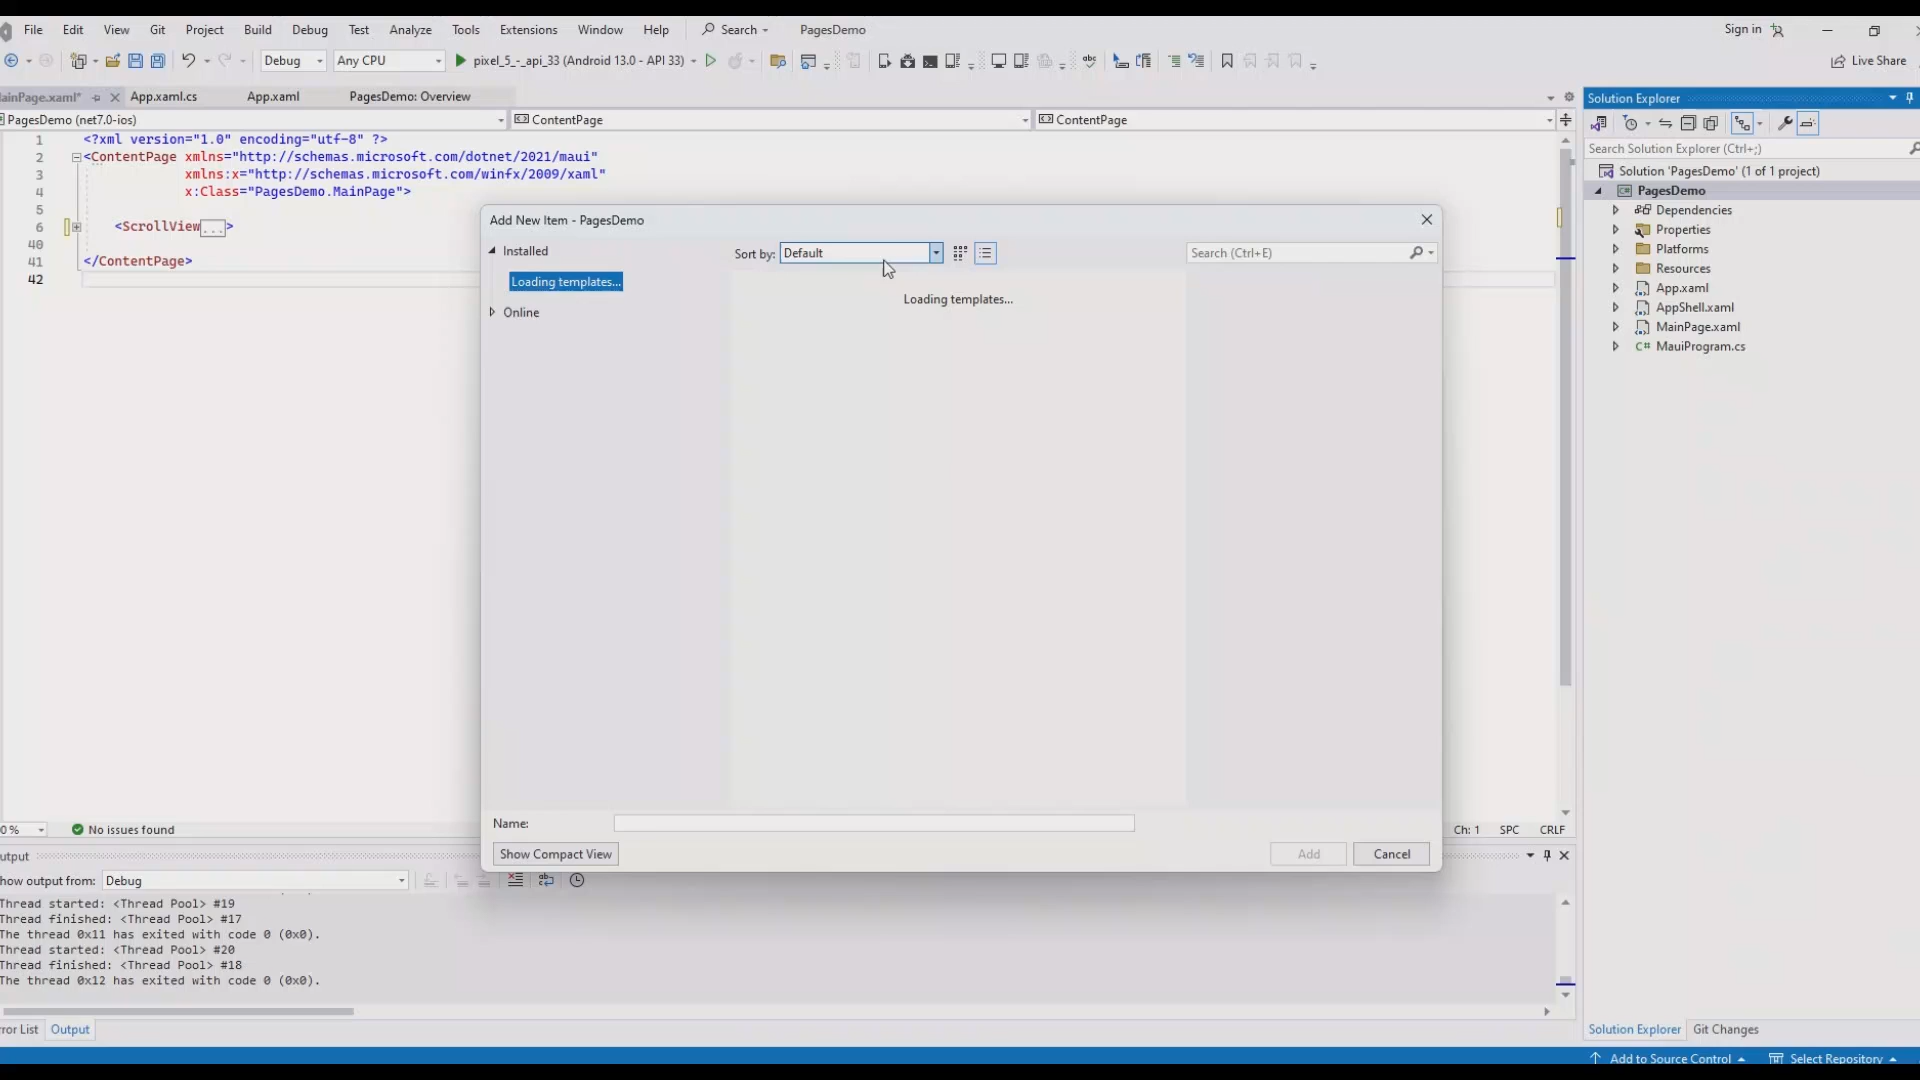 File Edit View Git Project Build Debug Test Analyze Tools Extensions Window Help Search PagesDemo Sign in
Debug Any CPU pixel_5_-_api_33 (Android 13.0 - API 33) Live Share
ainPage.xaml* App.xaml.cs App.xaml PagesDemo: Overview
PagesDemo (net7.0-ios) ContentPage ContentPage
1 <?xml version="1.0" encoding="utf-8" ?>
2 <ContentPage xmlns="http://schemas.microsoft.com/dotnet/2021/maui"
3 xmlns:x="http://schemas.microsoft.com/winfx/2009/xaml"
4 x:Class="PagesDemo.MainPage">
5
6 <ScrollView...>
40
41 </ContentPage>
42
Add New Item - PagesDemo
Installed
Loading templates...
Online
Sort by: Default
Search (Ctrl+E)
Loading templates...
Name:
Show Compact View Add Cancel
0 % No issues found Ch: 1 SPC CRLF
utput
how output from: Debug
Thread started: <Thread Pool> #19
Thread finished: <Thread Pool> #17
The thread 0x11 has exited with code 0 (0x0).
Thread started: <Thread Pool> #20
Thread finished: <Thread Pool> #18
The thread 0x12 has exited with code 0 (0x0).
rror List Output
Solution Explorer
Search Solution Explorer (Ctrl+;)
Solution 'PagesDemo' (1 of 1 project)
C# PagesDemo
Dependencies
Properties
Platforms
Resources
App.xaml
AppShell.xaml
MainPage.xaml
C# MauiProgram.cs
Solution Explorer Git Changes
Add to Source Control Select Repository